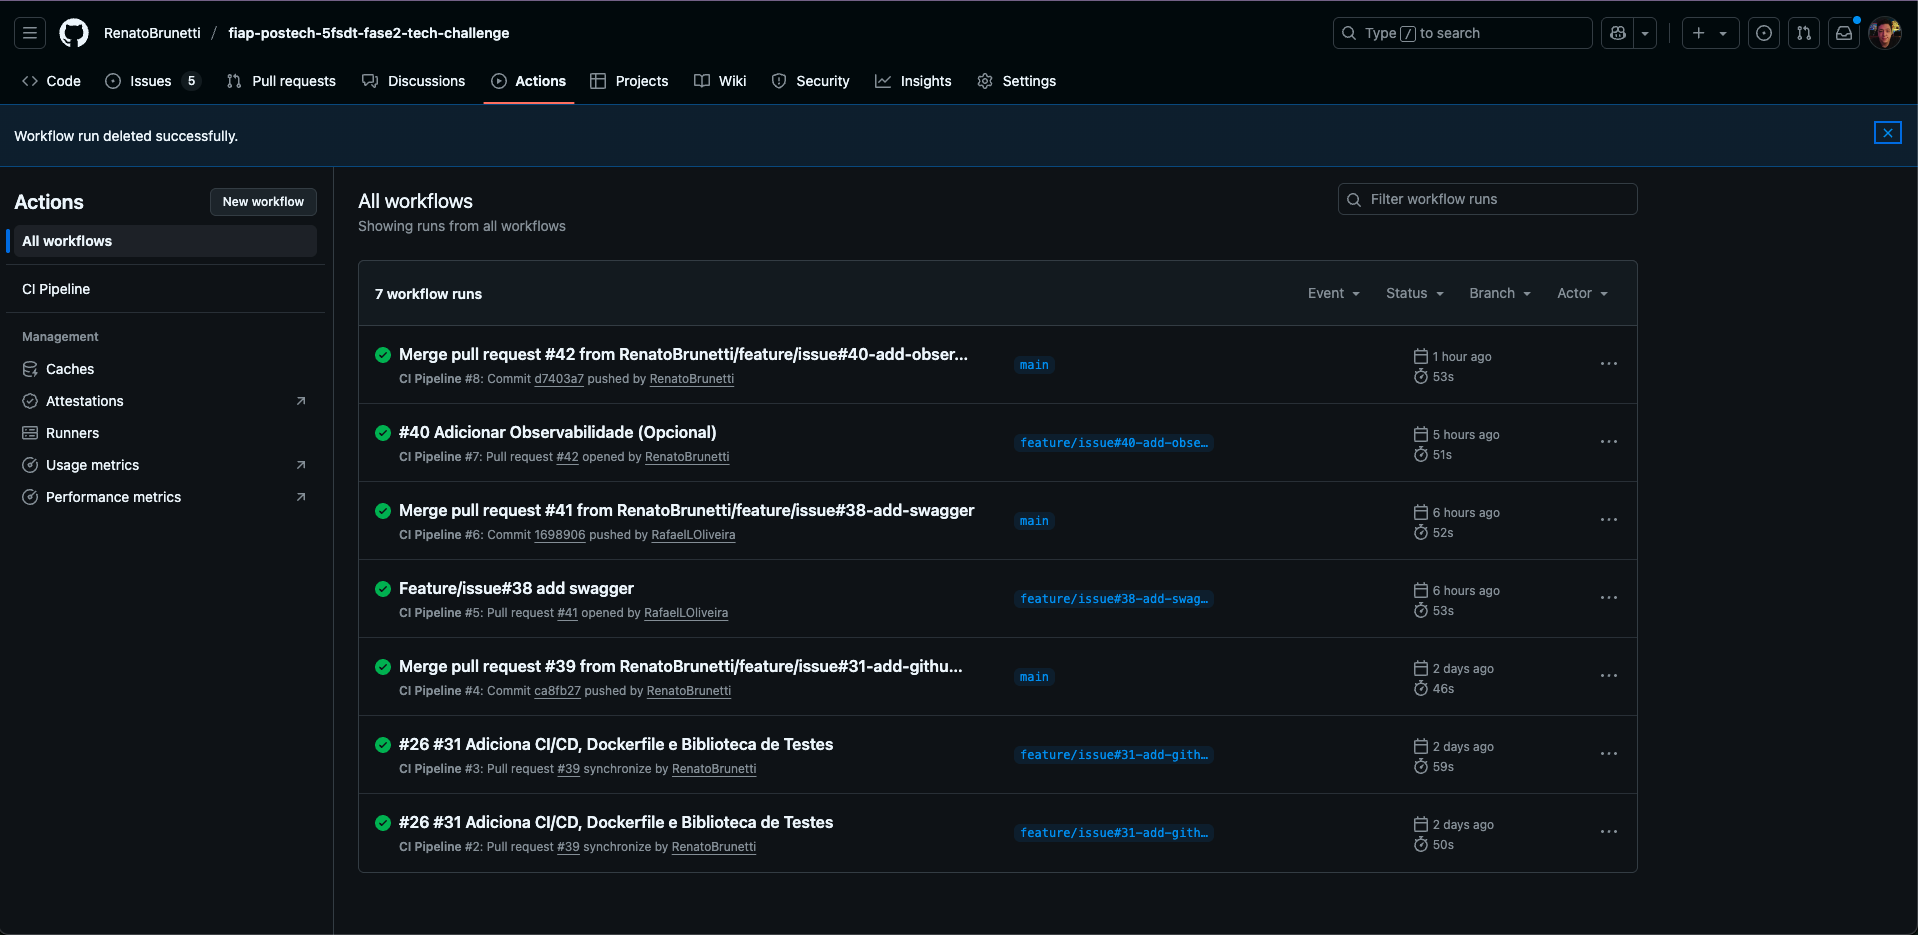 RenatoBrunetti / fiap-postech-5fsdt-fase2-tech-challenge
Type / to search
Code
Issues 5
Pull requests
Discussions
Actions
Projects
Wiki
Security
Insights
Settings
Workflow run deleted successfully.
Actions
New workflow
All workflows
CI Pipeline
Management
Caches
Attestations
Runners
Usage metrics
Performance metrics
All workflows
Showing runs from all workflows
Filter workflow runs
7 workflow runs
Event
Status
Branch
Actor
Merge pull request #42 from RenatoBrunetti/feature/issue#40-add-obser...
CI Pipeline #8: Commit d7403a7 pushed by RenatoBrunetti
main
1 hour ago
53s
#40 Adicionar Observabilidade (Opcional)
CI Pipeline #7: Pull request #42 opened by RenatoBrunetti
feature/issue#40-add-obse…
5 hours ago
51s
Merge pull request #41 from RenatoBrunetti/feature/issue#38-add-swagger
CI Pipeline #6: Commit 1698906 pushed by RafaelLOliveira
main
6 hours ago
52s
Feature/issue#38 add swagger
CI Pipeline #5: Pull request #41 opened by RafaelLOliveira
feature/issue#38-add-swag…
6 hours ago
53s
Merge pull request #39 from RenatoBrunetti/feature/issue#31-add-githu...
CI Pipeline #4: Commit ca8fb27 pushed by RenatoBrunetti
main
2 days ago
46s
#26 #31 Adiciona CI/CD, Dockerfile e Biblioteca de Testes
CI Pipeline #3: Pull request #39 synchronize by RenatoBrunetti
feature/issue#31-add-gith…
2 days ago
59s
#26 #31 Adiciona CI/CD, Dockerfile e Biblioteca de Testes
CI Pipeline #2: Pull request #39 synchronize by RenatoBrunetti
feature/issue#31-add-gith…
2 days ago
50s